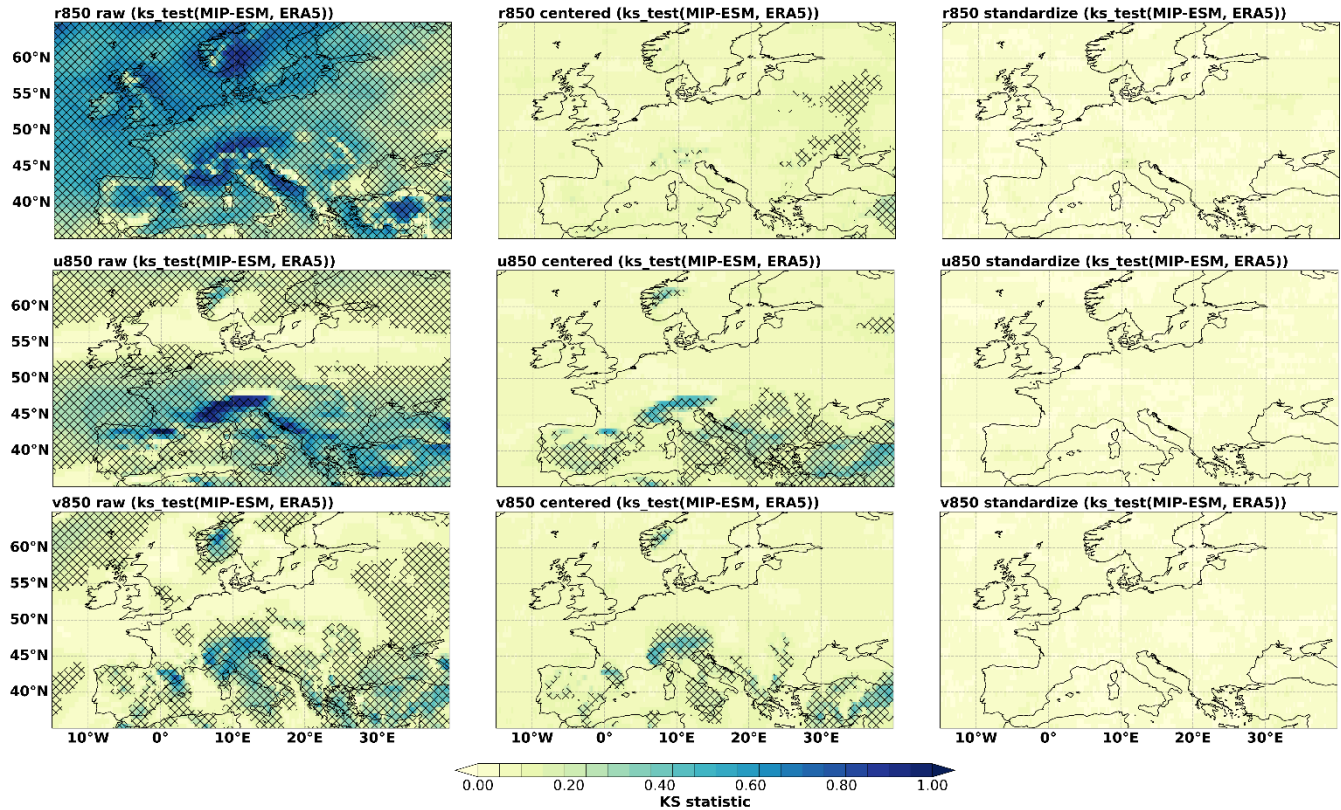 r850 raw (ks_test(MIP-ESM, ERA5))
r850 centered (ks_test(MIP-ESM, ERA5))
r850 standardize (ks_test(MIP-ESM, ERA5))
60°N
55°N
50°N
45°N
40°N
u850 raw (ks_test(MIP-ESM, ERA5))
u850 centered (ks_test(MIP-ESM, ERA5))
u850 standardize (ks_test(MIP-ESM, ERA5))
60°N
55°N
50°N
45°N
40°N
v850 raw (ks_test(MIP-ESM, ERA5))
v850 centered (ks_test(MIP-ESM, ERA5))
v850 standardize (ks_test(MIP-ESM, ERA5))
60°N
55°N
50°N
45°N
40°N
10°W 0° 10°E 20°E 30°E
10°W 0° 10°E 20°E 30°E
10°W 0° 10°E 20°E 30°E
0.00 0.20 0.40 0.60 0.80 1.00
KS statistic